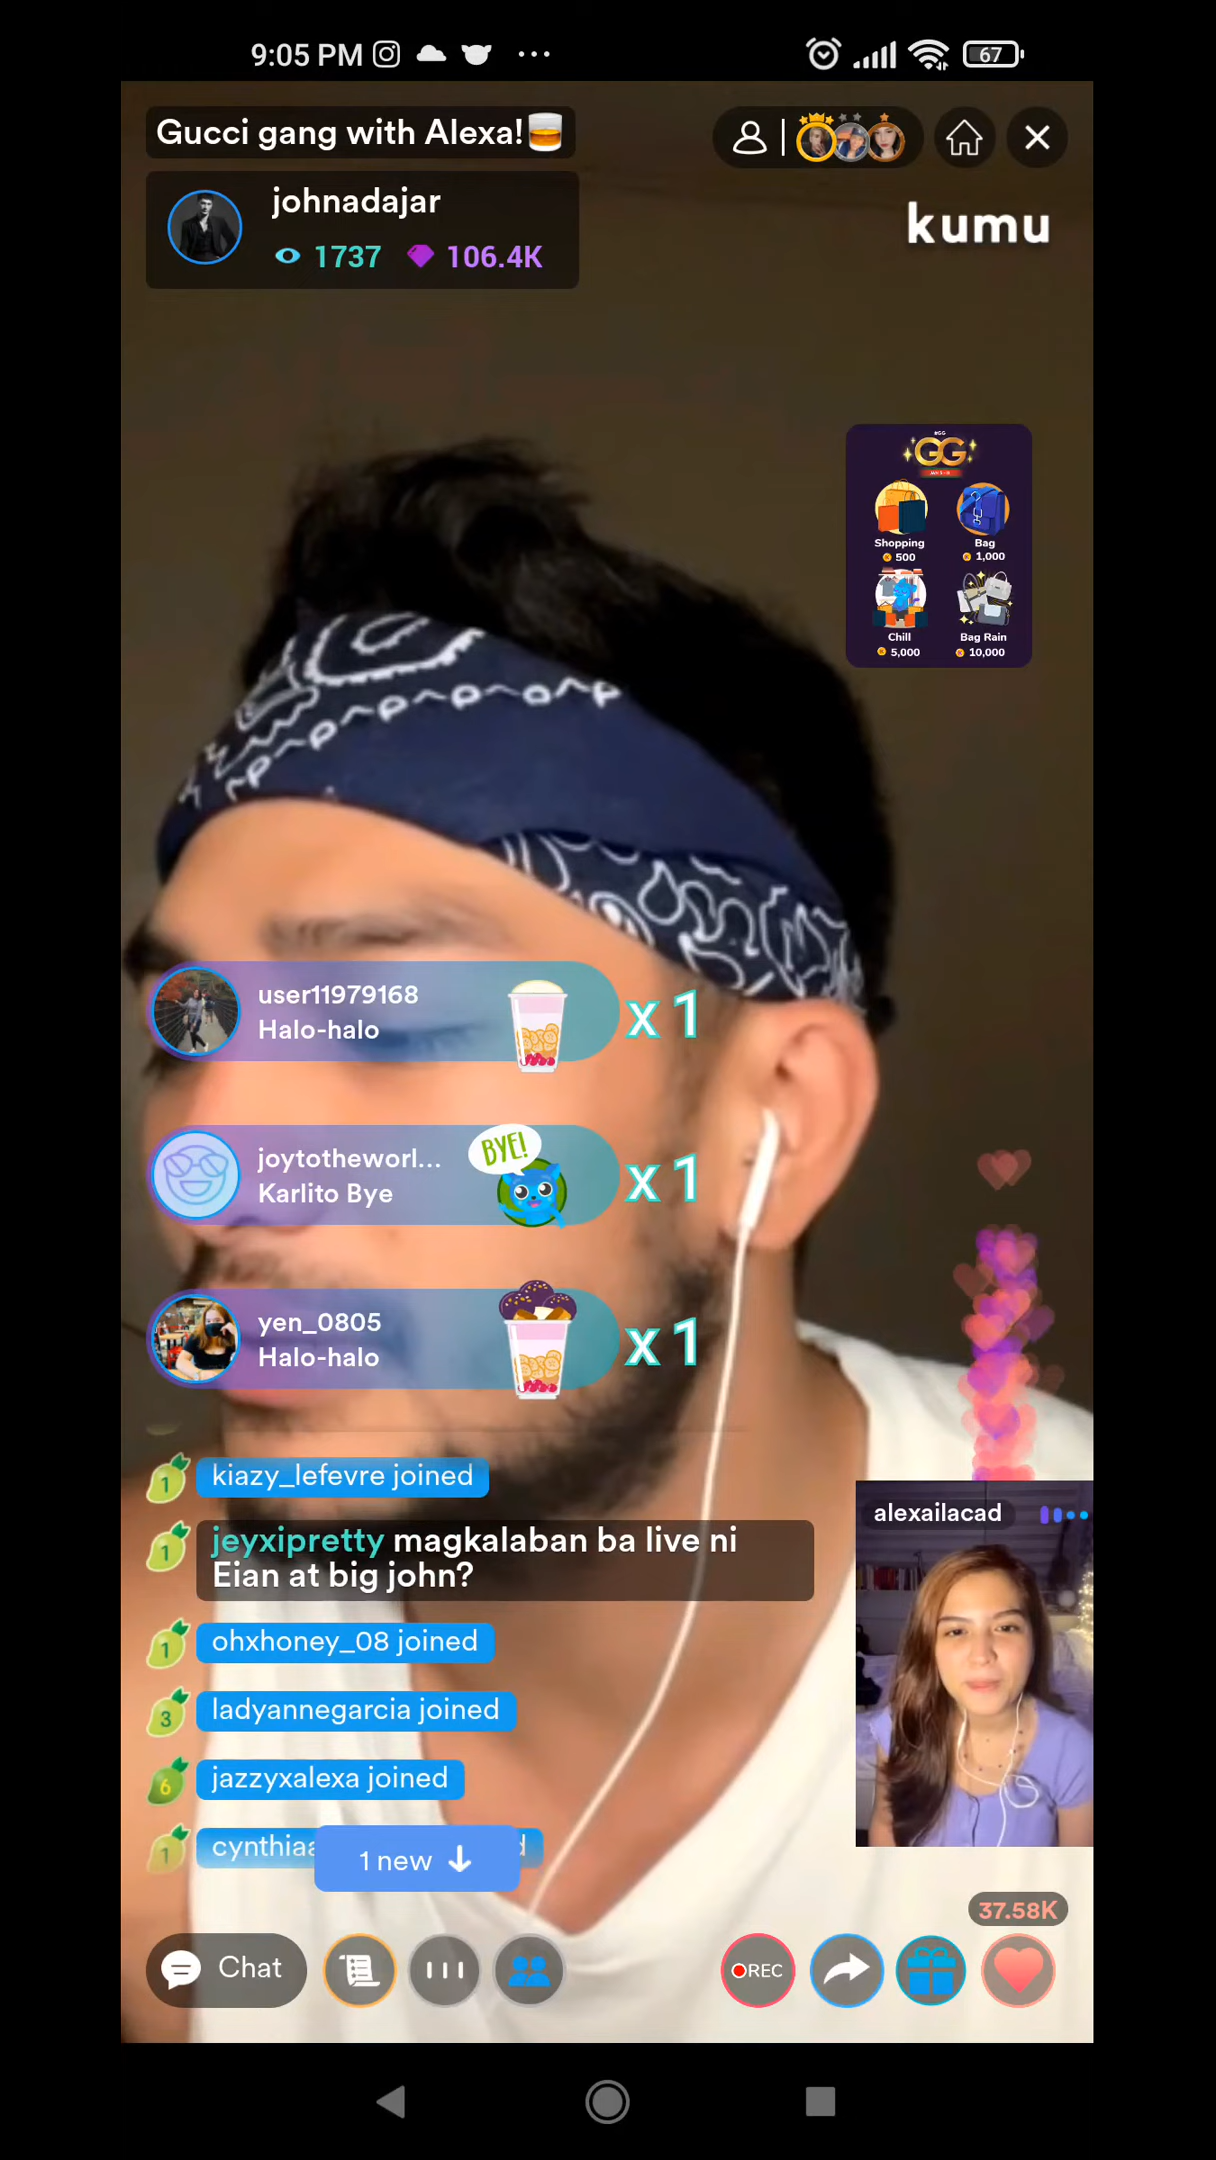 9:05 PM
67
Gucci gang with Alexa!
johnadajar
1737 106.4K
kumu
#GG
GG
Shopping
500
Bag
1,000
Chill
5,000
Bag Rain
10,000
user11979168
Halo-halo
x 1
joytotheworl...
Karlito Bye
BYE!
x 1
yen_0805
Halo-halo
x 1
1 kiazy_lefevre joined
1 jeyxipretty magkalaban ba live ni
Eian at big john?
1 ohxhoney_08 joined
3 ladyannegarcia joined
6 jazzyxalexa joined
1
1 new
alexailacad
37.58K
Chat
REC